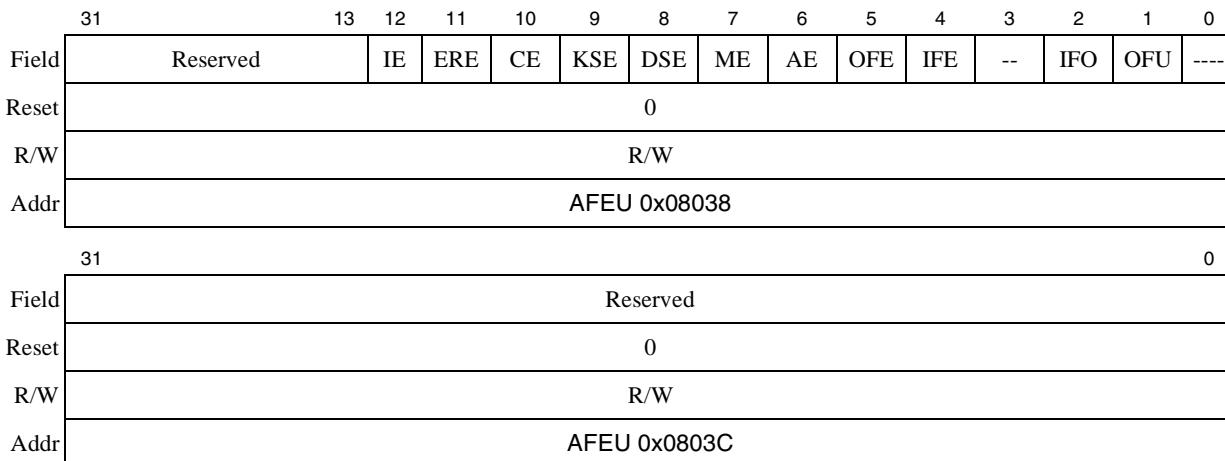 31 13 12 11 10 9 8 7 6 5 4 3 2 1 0
Field Reserved IE ERE CE KSE DSE ME AE OFE IFE -- IFO OFU ----
Reset 0
R/W R/W
Addr AFEU 0x08038
31 0
Field Reserved
Reset 0
R/W R/W
Addr AFEU 0x0803C